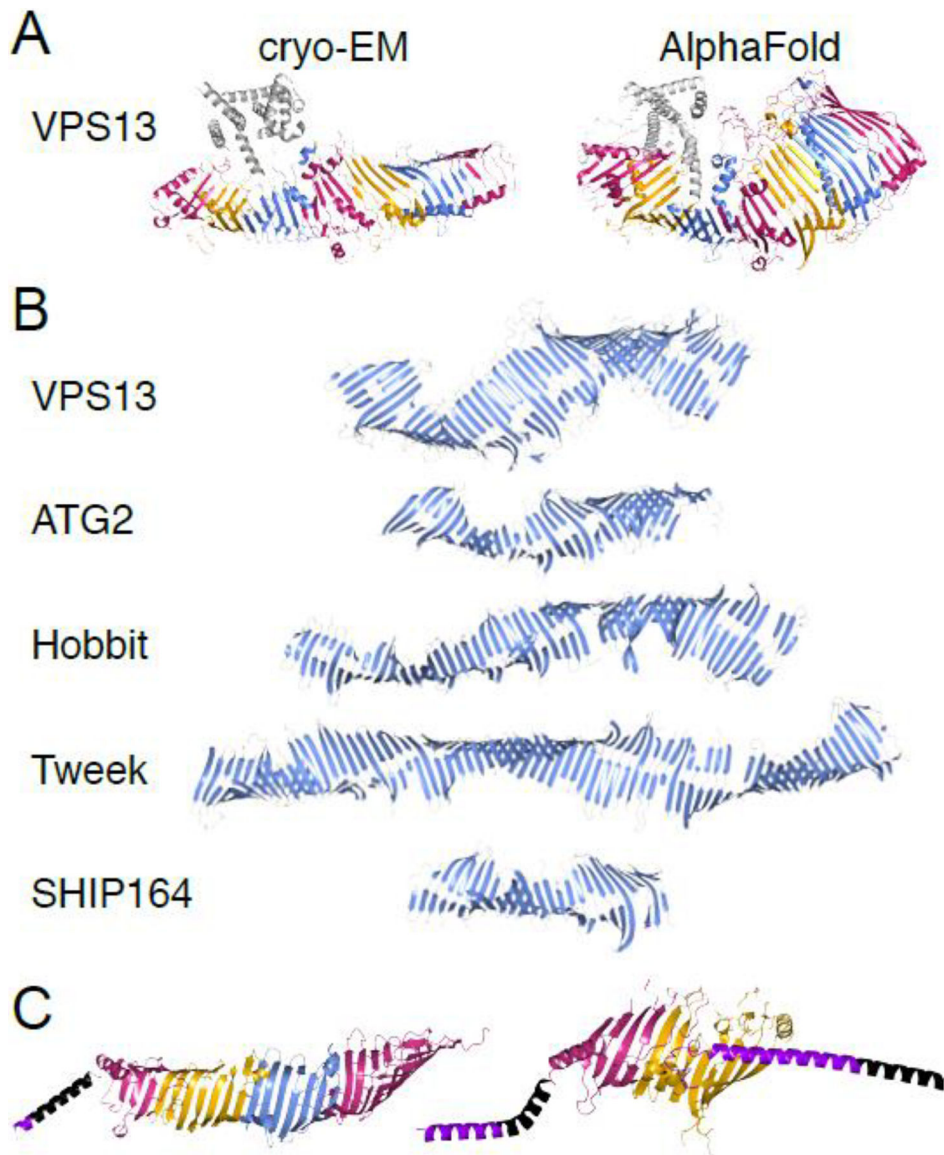 A
cryo-EM AlphaFold
VPS13
B
VPS13
ATG2
Hobbit
Tweek
SHIP164
C